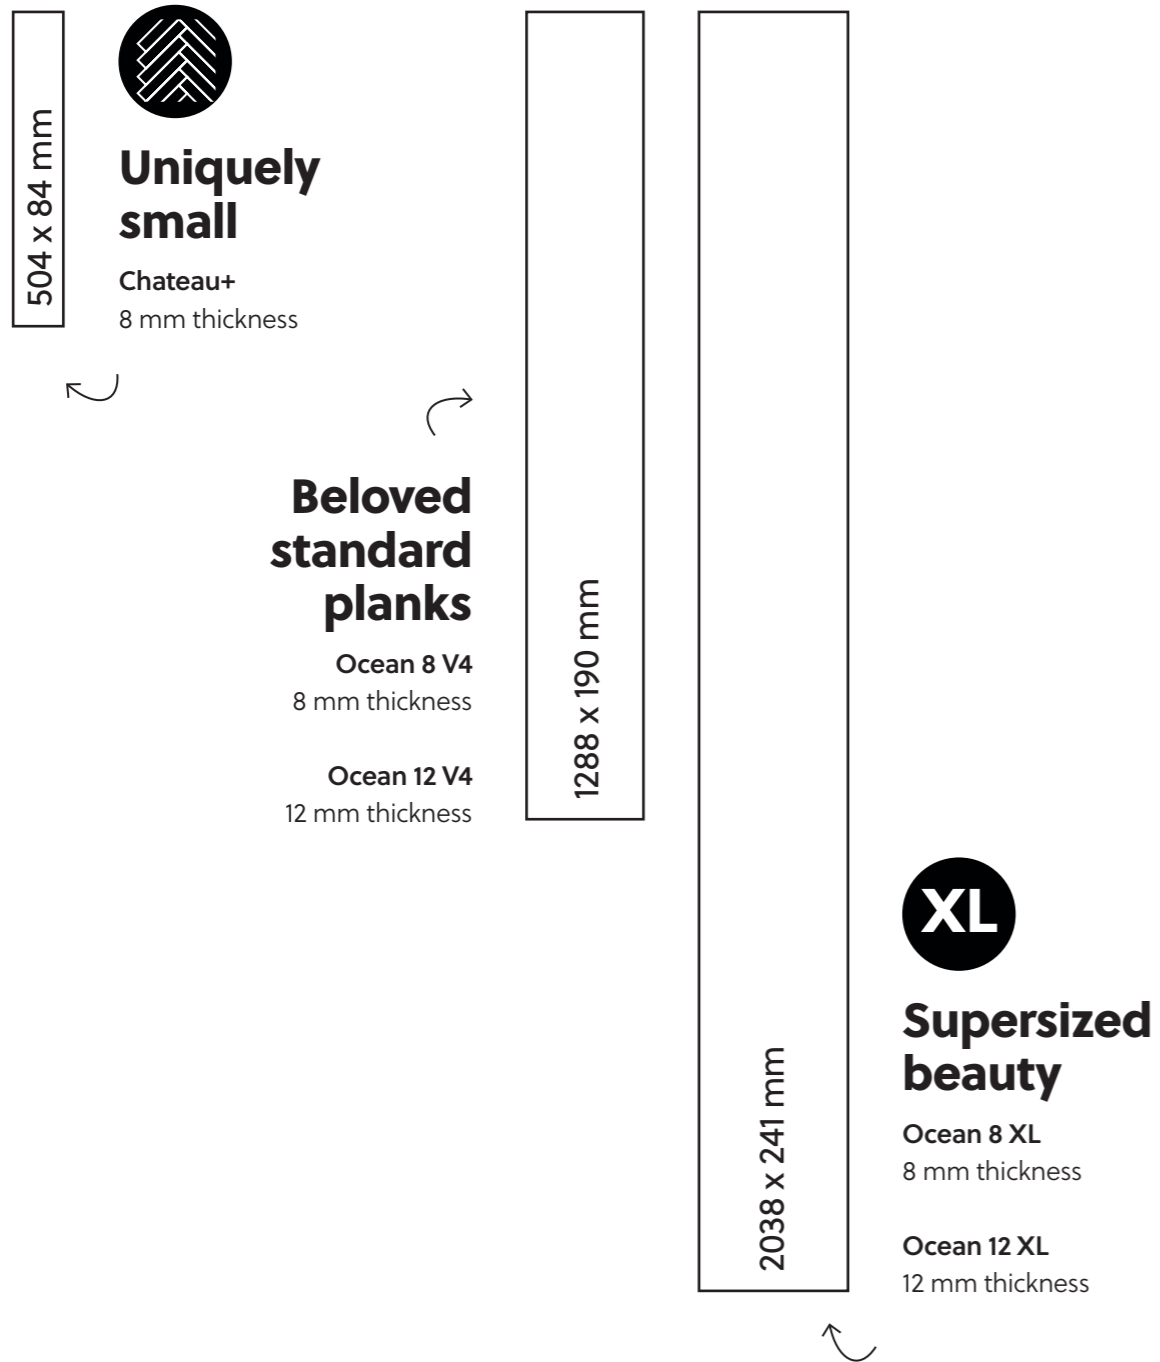 504 x 84 mm
Uniquely
small
Chateau+
8 mm thickness
Beloved
standard
planks
Ocean 8 V4
8 mm thickness
Ocean 12 V4
12 mm thickness
1288 x 190 mm
2038 x 241 mm
XL
Supersized
beauty
Ocean 8 XL
8 mm thickness
Ocean 12 XL
12 mm thickness